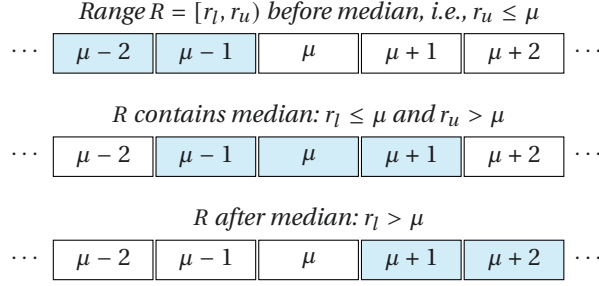 Range R = [r_l, r_u) before median, i.e., r_u ≤ μ
··· μ − 2 μ − 1 μ μ + 1 μ + 2 ···
R contains median: r_l ≤ μ and r_u > μ
··· μ − 2 μ − 1 μ μ + 1 μ + 2 ···
R after median: r_l > μ
··· μ − 2 μ − 1 μ μ + 1 μ + 2 ···